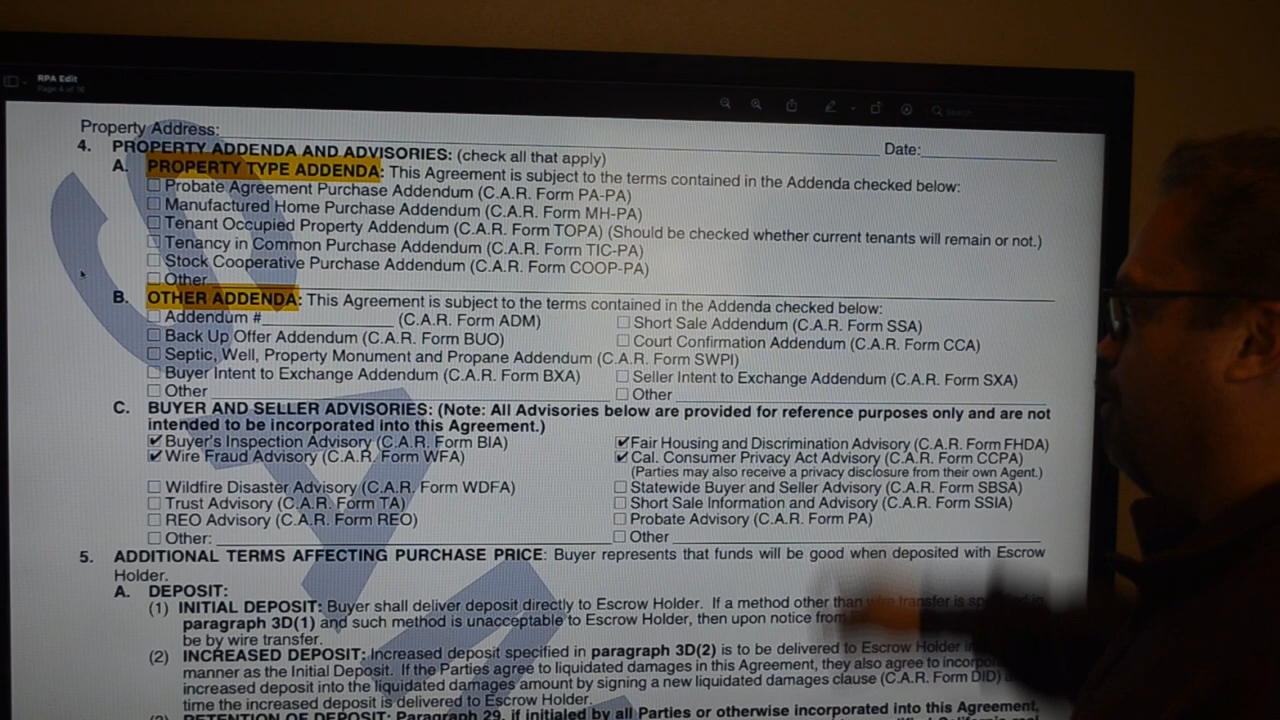 RPA Edit
Page 4 of 16
Search
Property Address: Date:
4. PROPERTY ADDENDA AND ADVISORIES: (check all that apply)
A. PROPERTY TYPE ADDENDA: This Agreement is subject to the terms contained in the Addenda checked below:
Probate Agreement Purchase Addendum (C.A.R. Form PA-PA)
Manufactured Home Purchase Addendum (C.A.R. Form MH-PA)
Tenant Occupied Property Addendum (C.A.R. Form TOPA) (Should be checked whether current tenants will remain or not.)
Tenancy in Common Purchase Addendum (C.A.R. Form TIC-PA)
Stock Cooperative Purchase Addendum (C.A.R. Form COOP-PA)
Other
B. OTHER ADDENDA: This Agreement is subject to the terms contained in the Addenda checked below:
Addendum # (C.A.R. Form ADM) Short Sale Addendum (C.A.R. Form SSA)
Back Up Offer Addendum (C.A.R. Form BUO) Court Confirmation Addendum (C.A.R. Form CCA)
Septic, Well, Property Monument and Propane Addendum (C.A.R. Form SWPI)
Buyer Intent to Exchange Addendum (C.A.R. Form BXA) Seller Intent to Exchange Addendum (C.A.R. Form SXA)
Other Other
C. BUYER AND SELLER ADVISORIES: (Note: All Advisories below are provided for reference purposes only and are not
intended to be incorporated into this Agreement.)
Buyer's Inspection Advisory (C.A.R. Form BIA) Fair Housing and Discrimination Advisory (C.A.R. Form FHDA)
Wire Fraud Advisory (C.A.R. Form WFA) Cal. Consumer Privacy Act Advisory (C.A.R. Form CCPA)
(Parties may also receive a privacy disclosure from their own Agent.)
Wildfire Disaster Advisory (C.A.R. Form WDFA) Statewide Buyer and Seller Advisory (C.A.R. Form SBSA)
Trust Advisory (C.A.R. Form TA) Short Sale Information and Advisory (C.A.R. Form SSIA)
REO Advisory (C.A.R. Form REO) Probate Advisory (C.A.R. Form PA)
Other: Other
5. ADDITIONAL TERMS AFFECTING PURCHASE PRICE: Buyer represents that funds will be good when deposited with Escrow
Holder.
A. DEPOSIT:
(1) INITIAL DEPOSIT: Buyer shall deliver deposit directly to Escrow Holder. If a method other than wire transfer is
paragraph 3D(1) and such method is unacceptable to Escrow Holder, then upon notice from
be by wire transfer.
(2) INCREASED DEPOSIT: Increased deposit specified in paragraph 3D(2) is to be delivered to Escrow Holder
manner as the Initial Deposit. If the Parties agree to liquidated damages in this Agreement, they also agree to
increased deposit into the liquidated damages amount by signing a new liquidated damages clause (C.A.R. Form DID)
time the increased deposit is delivered to Escrow Holder.
RETENTION OF DEPOSIT: Paragraph 29, if initialed by all Parties or otherwise incorporated into this Agreement,